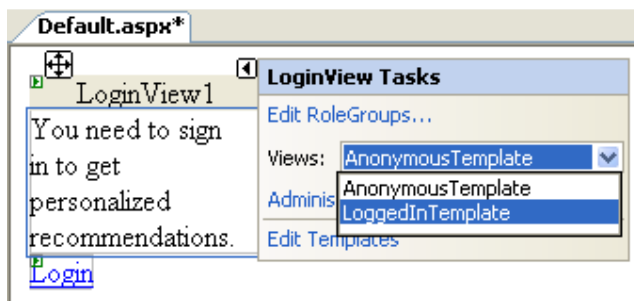 Default.aspx*
LoginView1
You need to sign
in to get
personalized
recommendations.
Login
LoginView Tasks
Edit RoleGroups...
Views: AnonymousTemplate
AnonymousTemplate
LoggedInTemplate
Adminis
Edit Templates